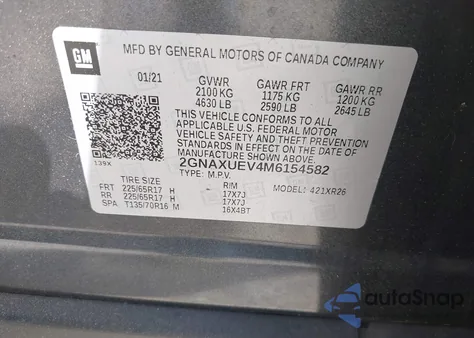 GM
MFD BY GENERAL MOTORS OF CANADA COMPANY
01/21 GVWR GAWR FRT GAWR RR
2100 KG 1175 KG 1200 KG
4630 LB 2590 LB 2645 LB
THIS VEHICLE CONFORMS TO ALL
APPLICABLE U.S. FEDERAL MOTOR
VEHICLE SAFETY AND THEFT PREVENTION
STANDARDS IN EFFECT ON THE DATE OF
MANUFACTURE SHOWN ABOVE.
139X 2GNAXUEV4M6154582
TYPE: M.P.V.
TIRE SIZE RIM MODEL: 421XR26
FRT 225/65R17 H 17X7J
RR 225/65R17 H 17X7J
SPA T135/70R16 M 16X4BT
autoSnap